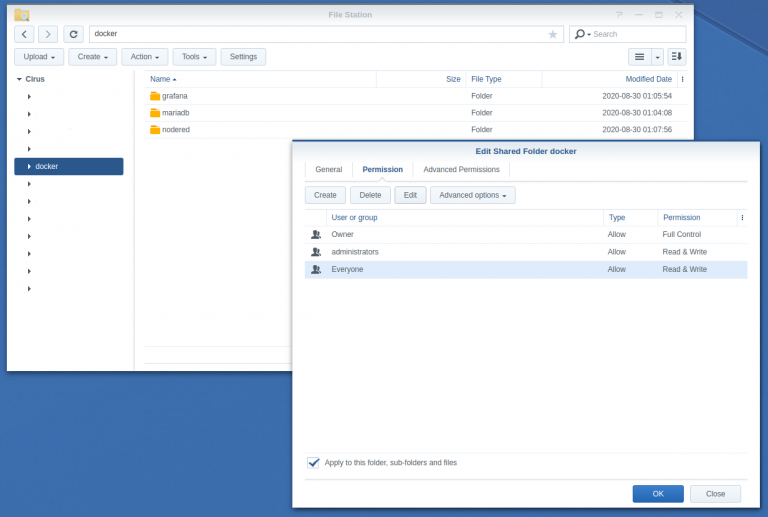 File Station
docker
Search
Upload Create Action Tools Settings
Cirus
docker
Name Size File Type Modified Date
grafana Folder 2020-08-30 01:05:54
mariadb Folder 2020-08-30 01:04:08
nodered Folder 2020-08-30 01:07:56
Edit Shared Folder docker
General Permission Advanced Permissions
Create Delete Edit Advanced options
User or group Type Permission
Owner Allow Full Control
administrators Allow Read & Write
Everyone Allow Read & Write
Apply to this folder, sub-folders and files
OK Close